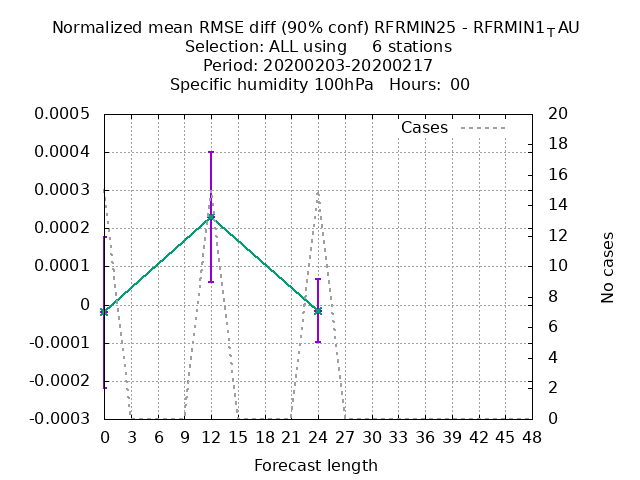 Normalized mean RMSE diff (90% conf) RFRMIN25 - RFRMIN1TAU
Selection: ALL using 6 stations
Period: 20200203-20200217
Specific humidity 100hPa Hours: 00
Cases
0.0005
0.0004
0.0003
0.0002
0.0001
0
-0.0001
-0.0002
-0.0003
20
18
16
14
12
10
8
6
4
2
0
No cases
0 3 6 9 12 15 18 21 24 27 30 33 36 39 42 45 48
Forecast length